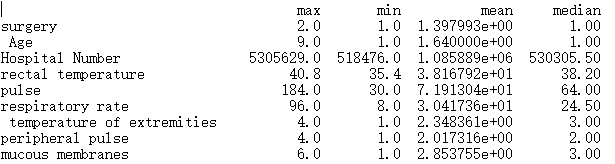 max min mean median
surgery 2.0 1.0 1.397993e+00 1.00
Age 9.0 1.0 1.640000e+00 1.00
Hospital Number 5305629.0 518476.0 1.085889e+06 530305.50
rectal temperature 40.8 35.4 3.816792e+01 38.20
pulse 184.0 30.0 7.191304e+01 64.00
respiratory rate 96.0 8.0 3.041736e+01 24.50
temperature of extremities 4.0 1.0 2.348361e+00 3.00
peripheral pulse 4.0 1.0 2.017316e+00 2.00
mucous membranes 6.0 1.0 2.853755e+00 3.00